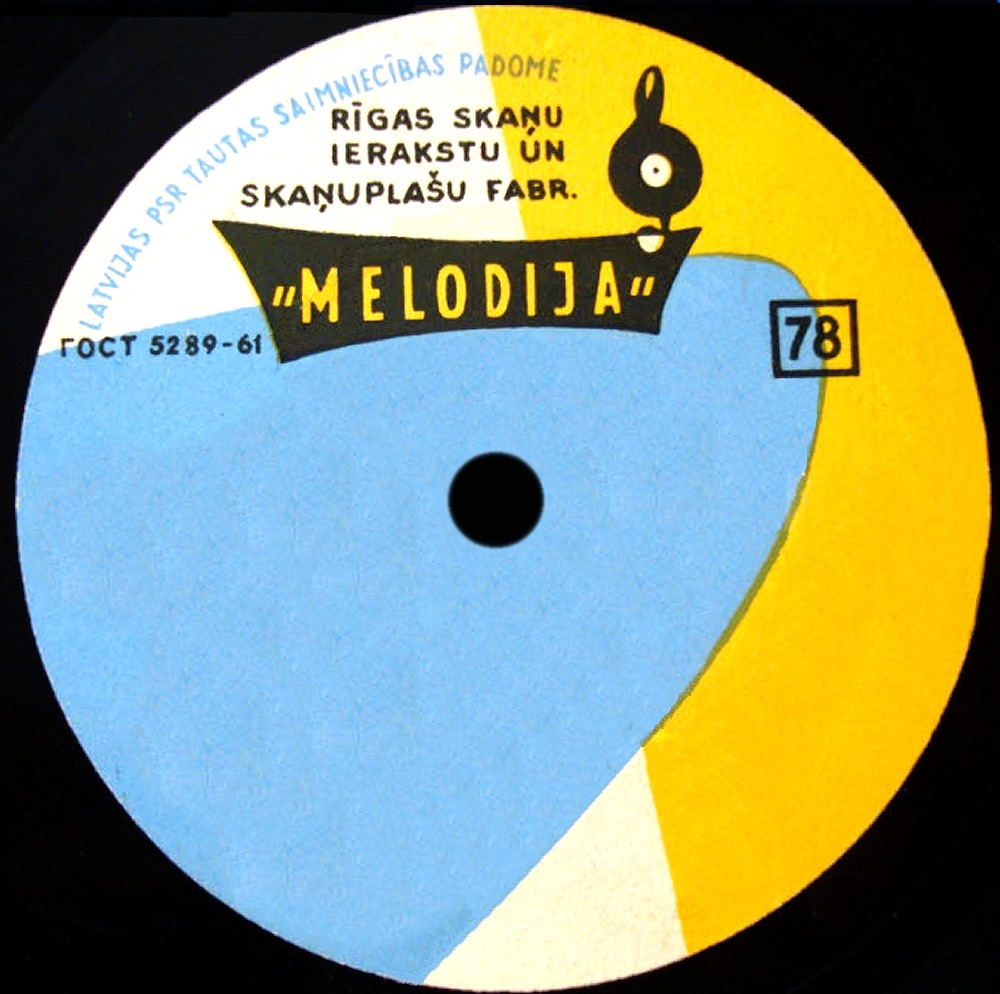 LATVIJAS PSR TAUTAS SAIMNIECĪBAS PADOME
RĪGAS SKAŅU
IERAKSTU UN
SKAŅUPLAŠU FABR.
"MELODIJA"
ГОСТ 5289-61
78